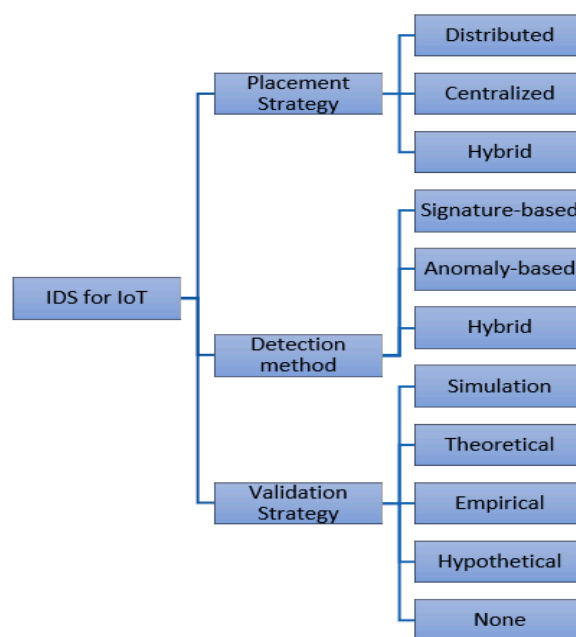 IDS for IoT
Placement
Strategy
Distributed
Centralized
Hybrid
Detection
method
Signature-based
Anomaly-based
Hybrid
Validation
Strategy
Simulation
Theoretical
Empirical
Hypothetical
None